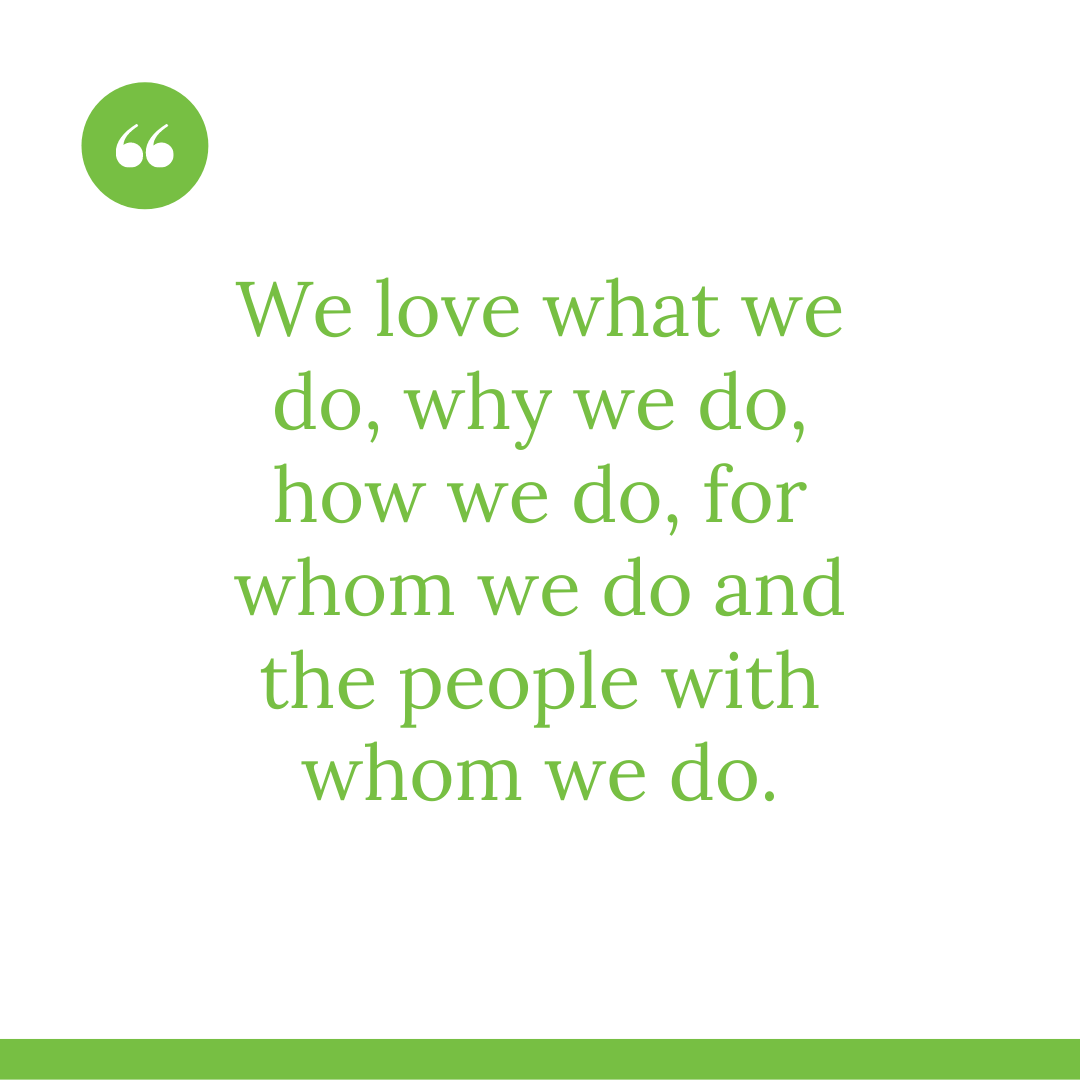 “
We love what we
do, why we do,
how we do, for
whom we do and
the people with
whom we do.